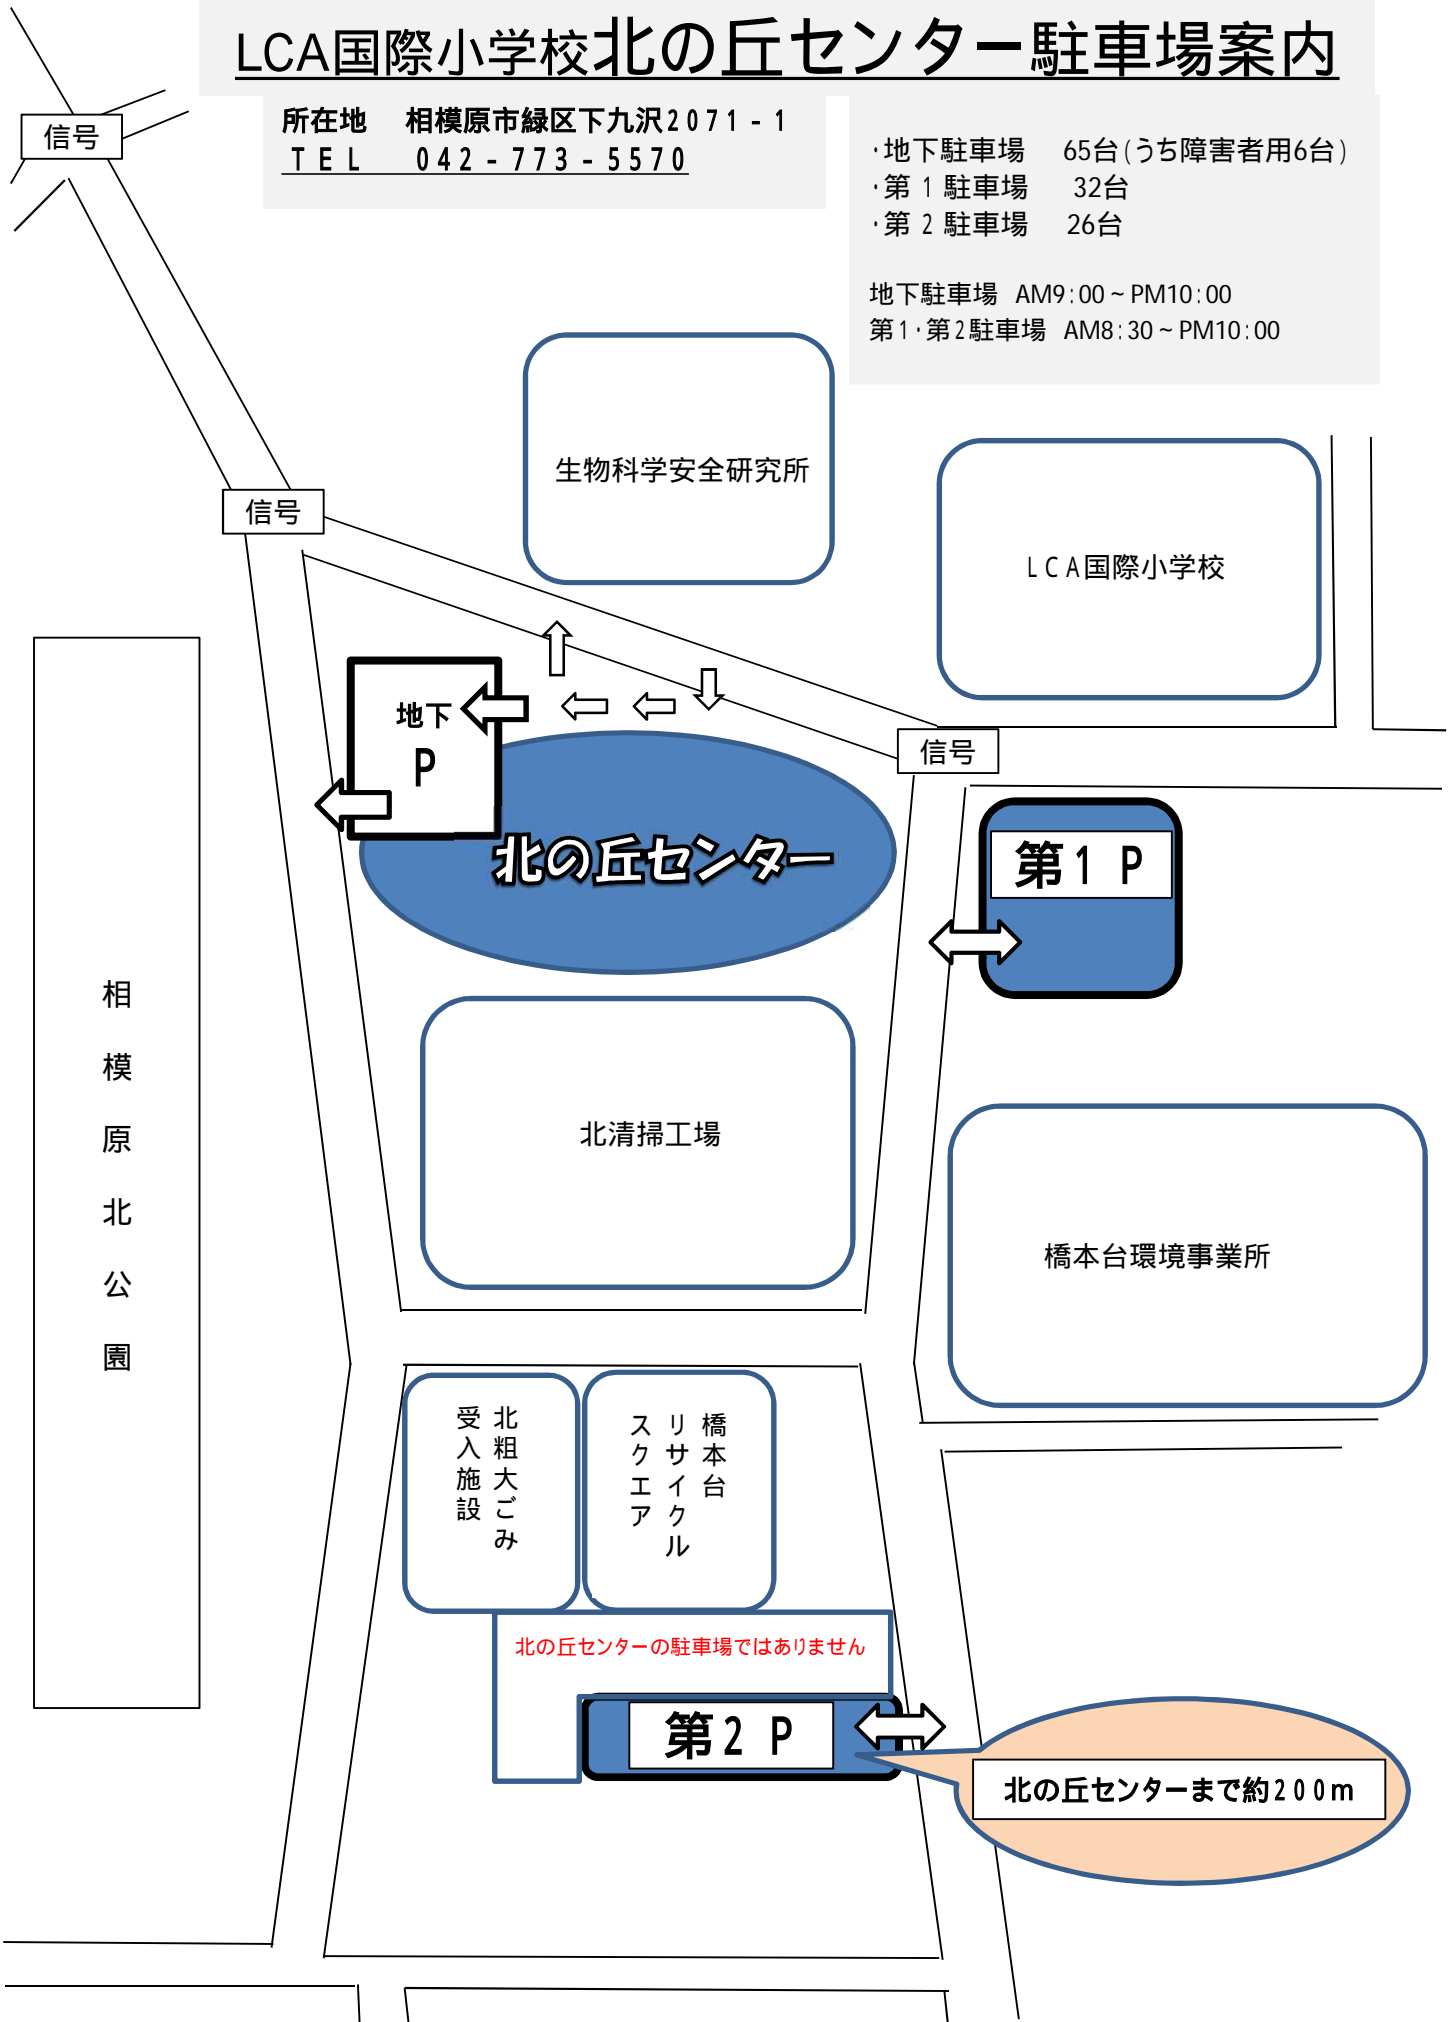 LCA国際小学校北の丘センター駐車場案内
所在地　相模原市緑区下九沢2071-1
TEL　042-773-5570
・地下駐車場　65台(うち障害者用6台)
・第1駐車場　32台
・第2駐車場　26台
地下駐車場 AM9:00~PM10:00
第1・第2駐車場 AM8:30~PM10:00
信号
生物科学安全研究所
LCA国際小学校
信号
地下
P
信号
北の丘センター
第1 P
相模原北公園
北清掃工場
橋本台環境事業所
北粗大ごみ
受入施設
橋本台
リサイクル
スクエア
北の丘センターの駐車場ではありません
第2 P
北の丘センターまで約200m